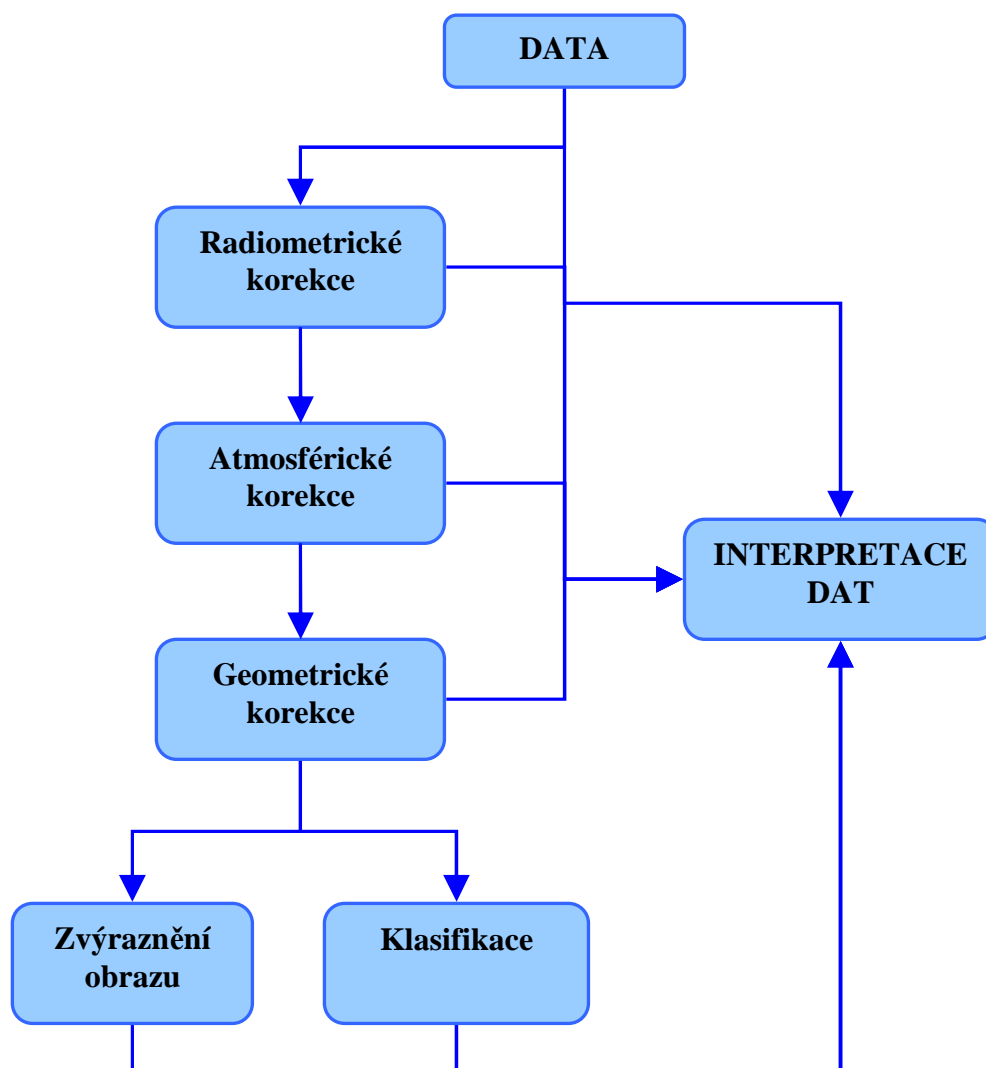 DATA
Radiometrické
korekce
Atmosférické
korekce
INTERPRETACE
DAT
Geometrické
korekce
Zvýraznění
obrazu
Klasifikace